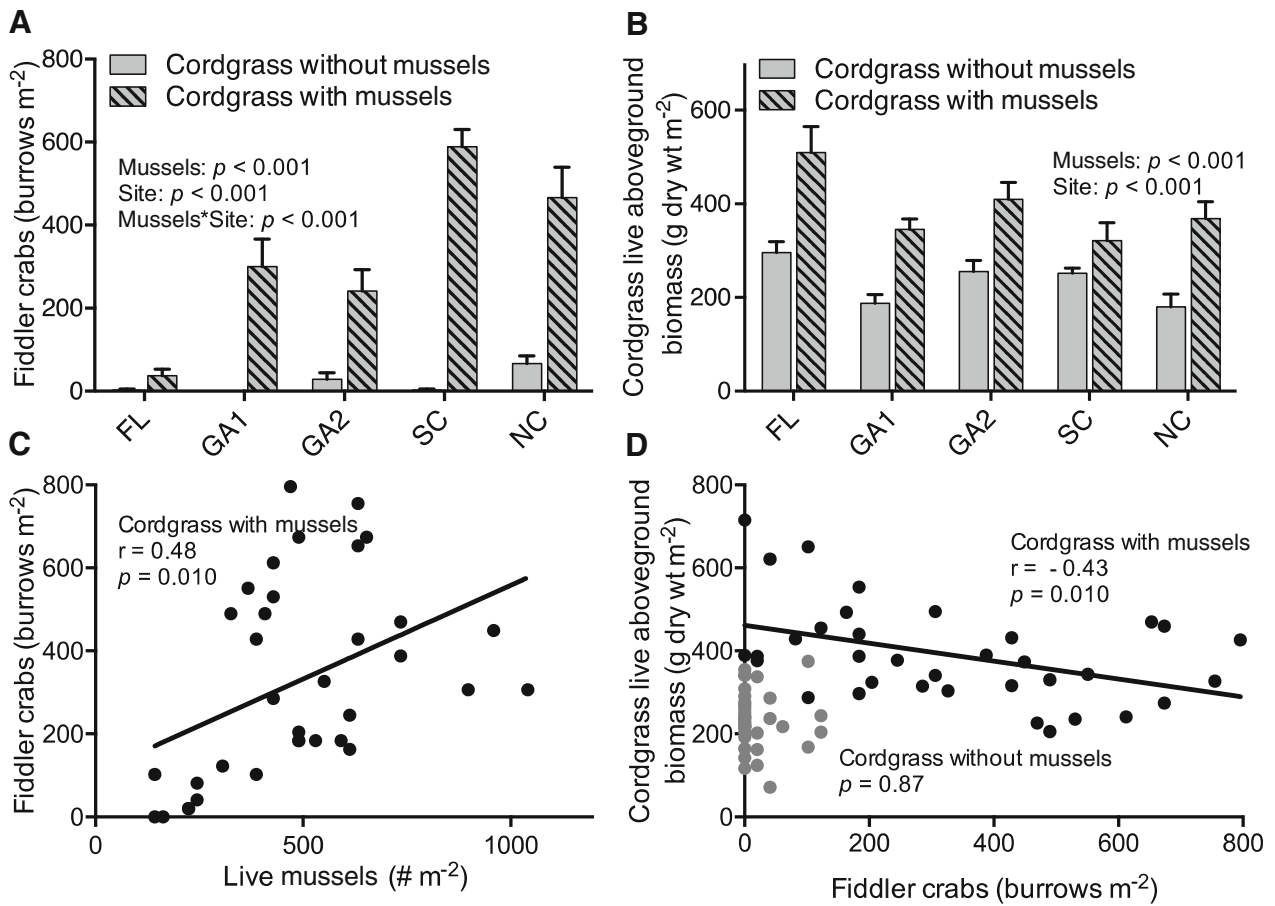 A
Fiddler crabs (burrows m-2)
800
600
400
200
0
Cordgrass without mussels
Cordgrass with mussels
Mussels: p < 0.001
Site: p < 0.001
Mussels*Site: p < 0.001
FL
GA1
GA2
SC
NC
B
Cordgrass live aboveground
biomass (g dry wt m-2)
600
400
200
0
Cordgrass without mussels
Cordgrass with mussels
Mussels: p < 0.001
Site: p < 0.001
FL
GA1
GA2
SC
NC
C
Fiddler crabs (burrows m-2)
800
600
400
200
0
Cordgrass with mussels
r = 0.48
p = 0.010
0
500
1000
Live mussels (# m-2)
D
Cordgrass live aboveground
biomass (g dry wt m-2)
800
600
400
200
0
Cordgrass with mussels
r = - 0.43
p = 0.010
Cordgrass without mussels
p = 0.87
0
200
400
600
800
Fiddler crabs (burrows m-2)